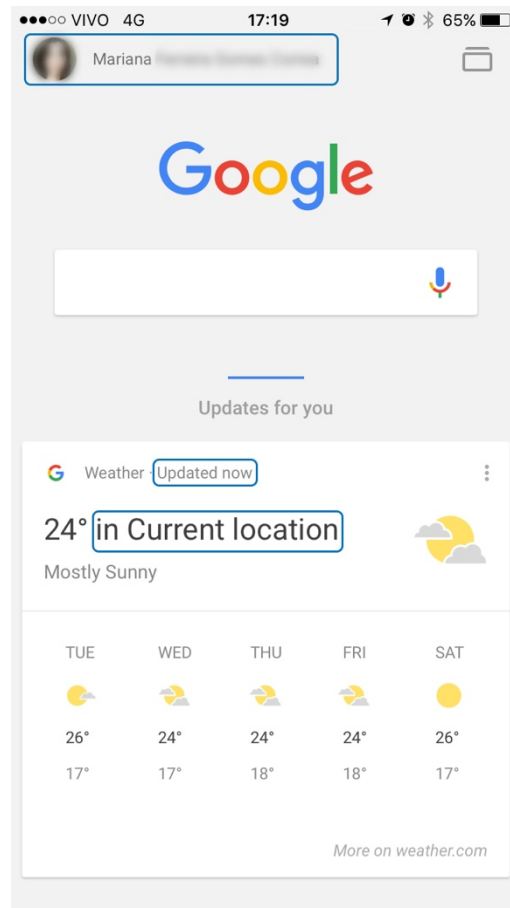 VIVO 4G 17:19 65%
Mariana
Google
Updates for you
G Weather · Updated now
24° in Current location
Mostly Sunny
TUE WED THU FRI SAT
26° 24° 24° 24° 26°
17° 17° 18° 18° 17°
More on weather.com